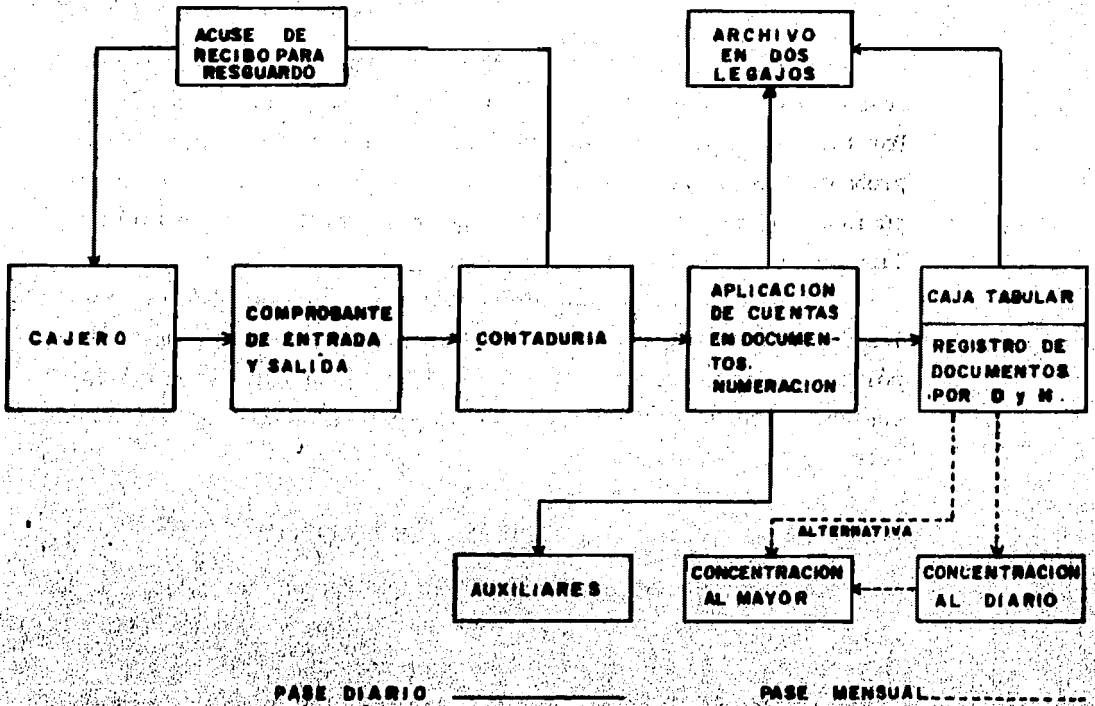 ACUSE DE
RECIBO PARA
RESGUARDO
ARCHIVO
EN DOS
LEGAJOS
CAJERO
COMPROBANTE
DE ENTRADA
Y SALIDA
CONTADURIA
APLICACION
DE CUENTAS
EN DOCUMEN-
TOS.
NUMERACION
CAJA TABULAR
REGISTRO DE
DOCUMENTOS
POR D y H.
ALTERNATIVA
AUXILIARES
CONCENTRACION
AL MAYOR
CONCENTRACION
AL DIARIO
PASE DIARIO
PASE MENSUAL